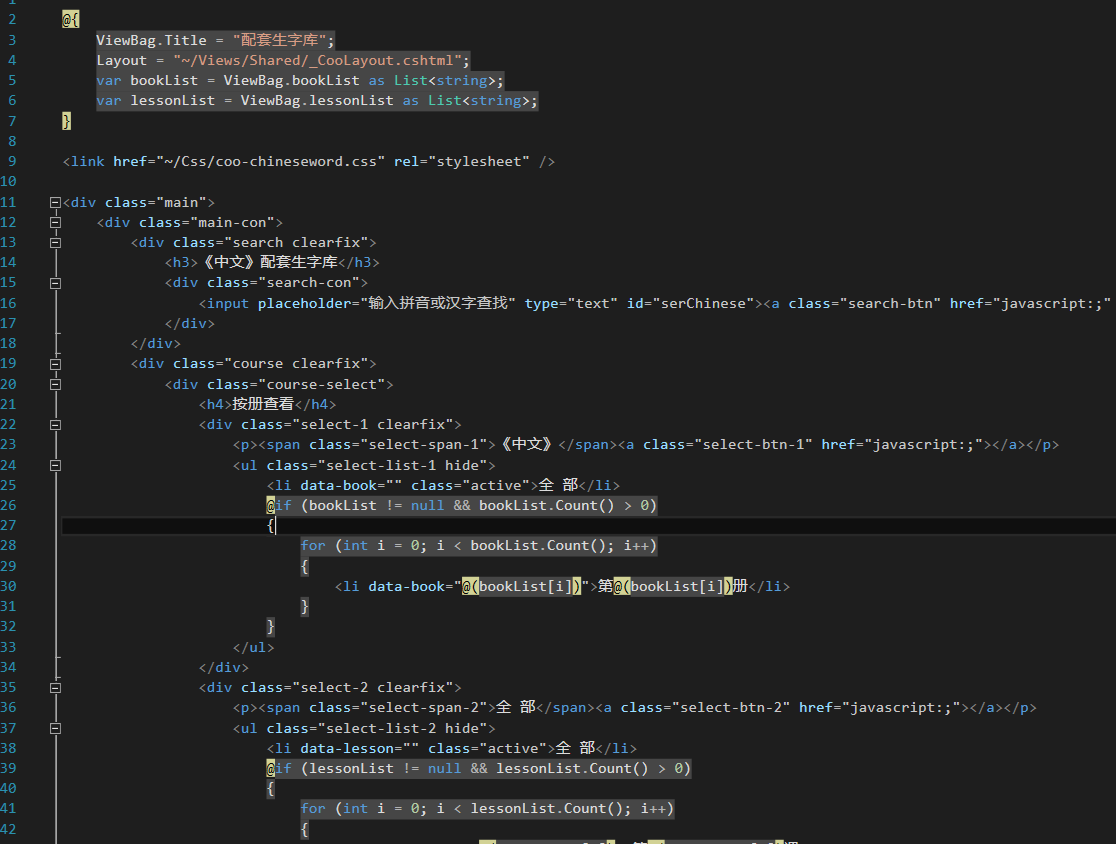 1
2 @{
3 ViewBag.Title = "配套生字库";
4 Layout = "~/Views/Shared/_CooLayout.cshtml";
5 var bookList = ViewBag.bookList as List<string>;
6 var lessonList = ViewBag.lessonList as List<string>;
7 }
8
9 <link href="~/Css/coo-chineseword.css" rel="stylesheet" />
10
11 <div class="main">
12 <div class="main-con">
13 <div class="search clearfix">
14 <h3>《中文》配套生字库</h3>
15 <div class="search-con">
16 <input placeholder="输入拼音或汉字查找" type="text" id="serChinese"><a class="search-btn" href="javascript:;"
17 </div>
18 </div>
19 <div class="course clearfix">
20 <div class="course-select">
21 <h4>按册查看</h4>
22 <div class="select-1 clearfix">
23 <p><span class="select-span-1">《中文》</span><a class="select-btn-1" href="javascript:;"></a></p>
24 <ul class="select-list-1 hide">
25 <li data-book="" class="active">全 部</li>
26 @if (bookList != null && bookList.Count() > 0)
27 {
28 for (int i = 0; i < bookList.Count(); i++)
29 {
30 <li data-book="@(bookList[i])">第@(bookList[i])册</li>
31 }
32 }
33 </ul>
34 </div>
35 <div class="select-2 clearfix">
36 <p><span class="select-span-2">全 部</span><a class="select-btn-2" href="javascript:;"></a></p>
37 <ul class="select-list-2 hide">
38 <li data-lesson="" class="active">全 部</li>
39 @if (lessonList != null && lessonList.Count() > 0)
40 {
41 for (int i = 0; i < lessonList.Count(); i++)
42 {